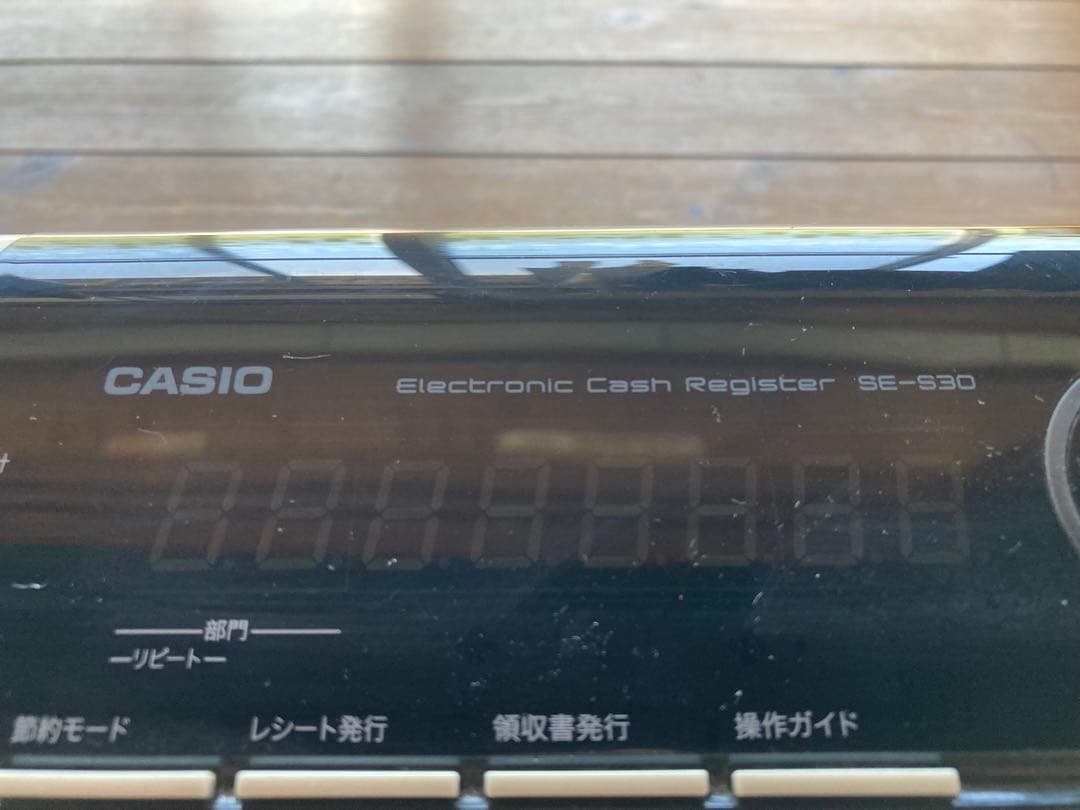 CASIO
Electronic Cash Register SE-S30
部門
リピート
節約モード
レシート発行
領収書発行
操作ガイド